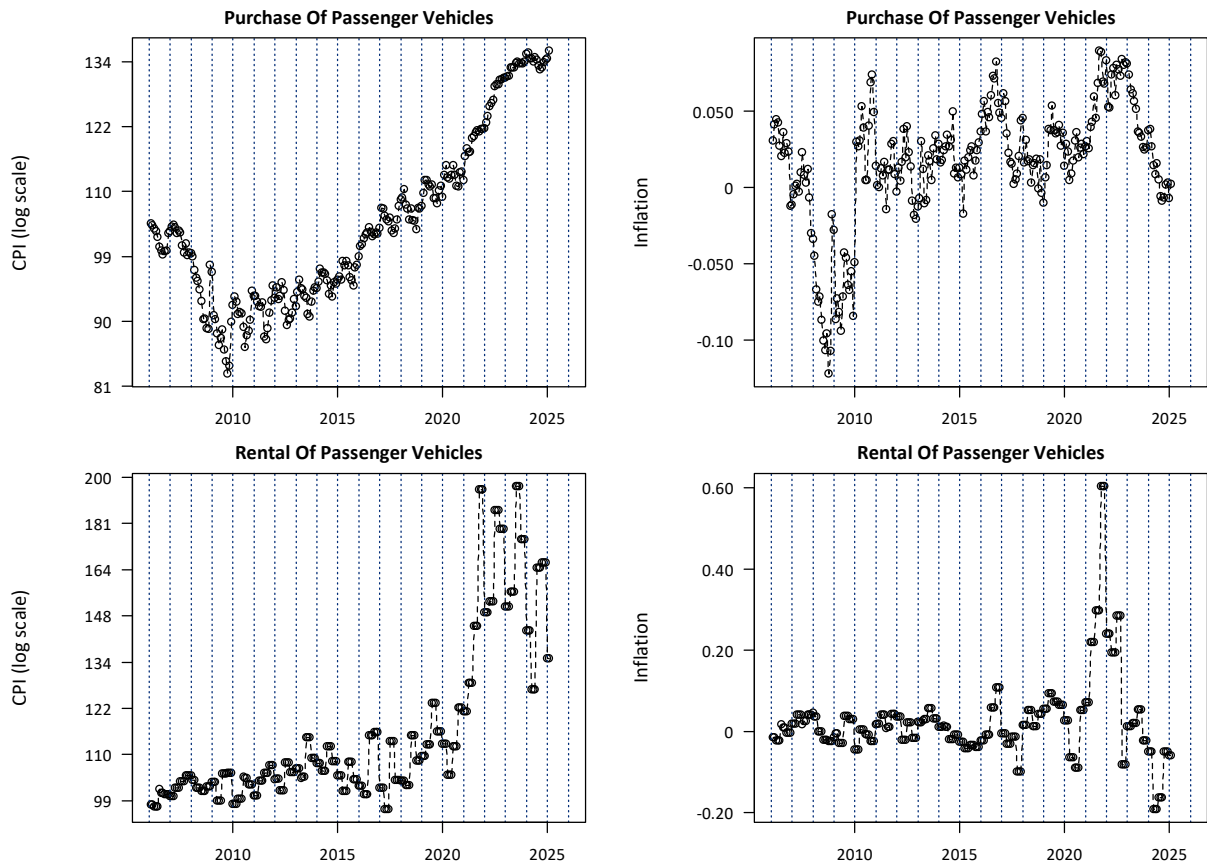 Purchase Of Passenger Vehicles
CPI (log scale)
134
122
110
99
90
81
2010 2015 2020 2025
Purchase Of Passenger Vehicles
Inflation
0.050
0
-0.050
-0.10
2010 2015 2020 2025
Rental Of Passenger Vehicles
CPI (log scale)
200
181
164
148
134
122
110
99
2010 2015 2020 2025
Rental Of Passenger Vehicles
Inflation
0.60
0.40
0.20
0
-0.20
2010 2015 2020 2025